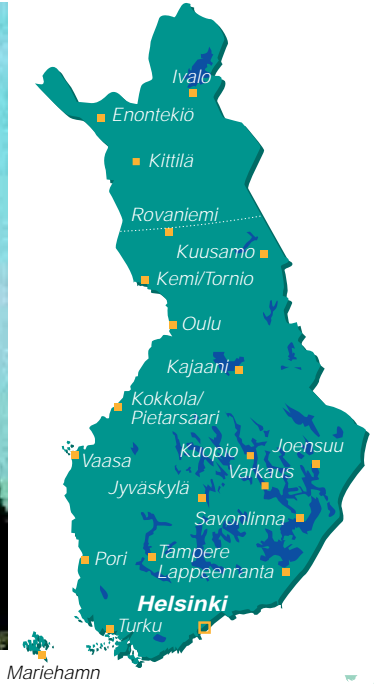 Ivalo
Enontekiö
Kittilä
Rovaniemi
Kuusamo
Kemi/Tornio
Oulu
Kajaani
Kokkola/
Pietarsaari
Kuopio
Joensuu
Vaasa
Varkaus
Jyväskylä
Savonlinna
Pori
Tampere
Lappeenranta
Helsinki
Turku
Mariehamn